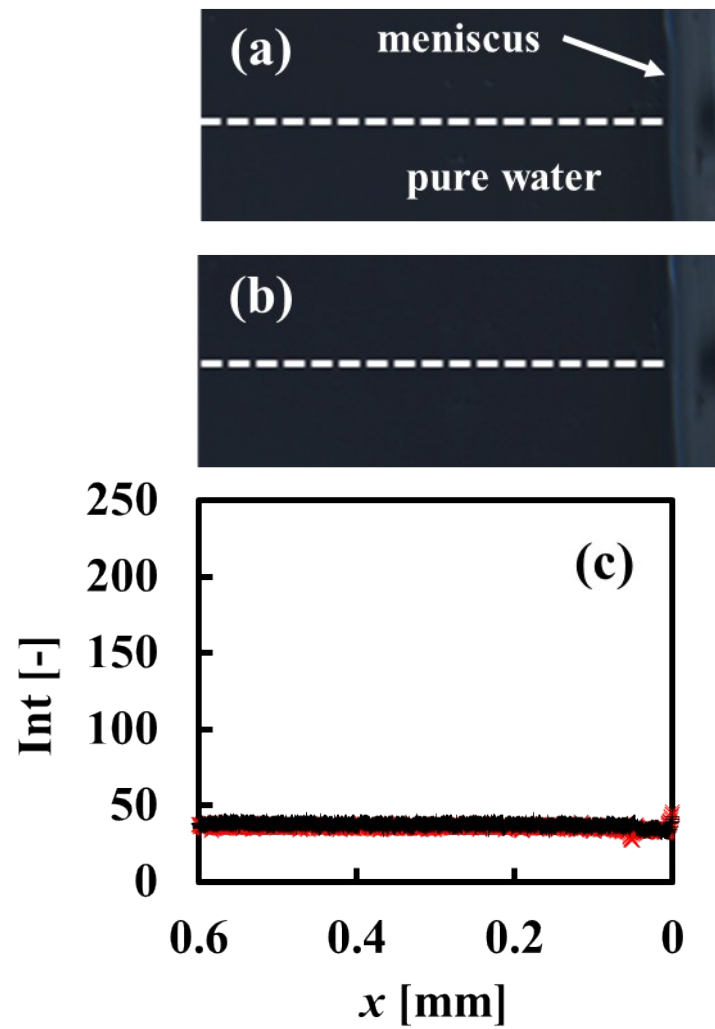 (a)
meniscus
pure water
(b)
250
200
150
100
50
0
Int [-]
(c)
0.6 0.4 0.2 0
x [mm]